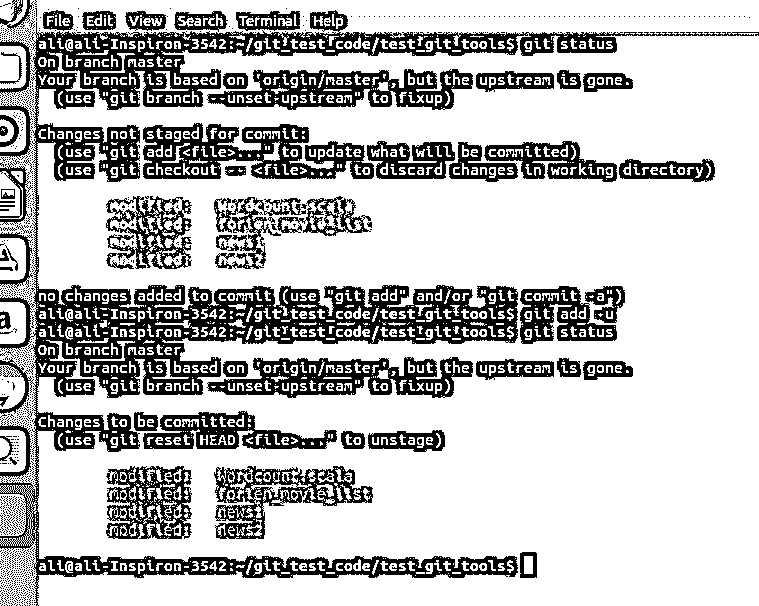 File Edit View Search Terminal Help
ali@ali-Inspiron-3542:~/git_test_code/test_git_tools$ git status
On branch master
Your branch is based on 'origin/master', but the upstream is gone.
(use "git branch --unset-upstream" to fixup)
Changes not staged for commit:
(use "git add <file>..." to update what will be committed)
(use "git checkout -- <file>..." to discard changes in working directory)
modified: Wordcount.scala
modified: forien_movie_list
modified: news1
modified: news2
no changes added to commit (use "git add" and/or "git commit -a")
ali@ali-Inspiron-3542:~/git_test_code/test_git_tools$ git add -u
ali@ali-Inspiron-3542:~/git_test_code/test_git_tools$ git status
On branch master
Your branch is based on 'origin/master', but the upstream is gone.
(use "git branch --unset-upstream" to fixup)
Changes to be committed:
(use "git reset HEAD <file>..." to unstage)
modified: Wordcount.scala
modified: forien_movie_list
modified: news1
modified: news2
ali@ali-Inspiron-3542:~/git_test_code/test_git_tools$